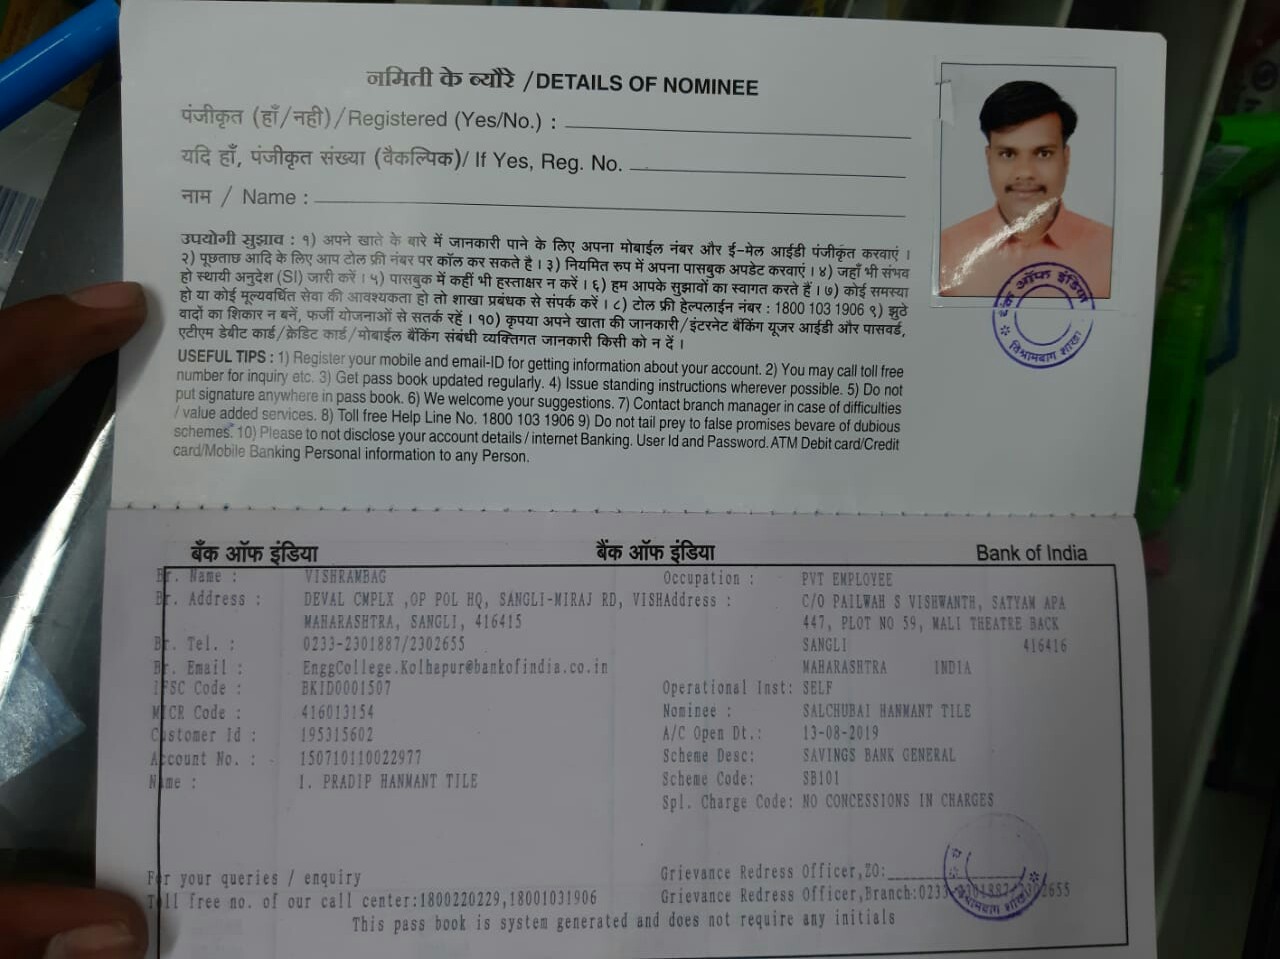 नमिती के ब्यौरे /DETAILS OF NOMINEE
पंजीकृत (हाँ/नही)/Registered (Yes/No.) :
यदि हाँ, पंजीकृत संख्या (वैकल्पिक)/ If Yes, Reg. No.
नाम / Name :
उपयोगी सुझाव : १) अपने खाते के बारे में जानकारी पाने के लिए अपना मोबाईल नंबर और ई-मेल आईडी पंजीकृत करवाएं ।
२) पूछताछ आदि के लिए आप टोल फ्री नंबर पर कॉल कर सकते है । ३) नियमित रुप में अपना पासबुक अपडेट करवाएं । ४) जहाँ भी संभव
हो स्थायी अनुदेश (SI) जारी करें । ५) पासबुक में कहीं भी हस्ताक्षर न करें । ६) हम आपके सुझावों का स्वागत करते हैं । ७) कोई समस्या
हो या कोई मूल्यवर्धित सेवा की आवश्यकता हो तो शाखा प्रबंधक से संपर्क करें । ८) टोल फ्री हेल्पलाईन नंबर : 1800 103 1906 ९) झुठे
वादों का शिकार न बनें, फर्जी योजनाओं से सतर्क रहें । १०) कृपया अपने खाता की जानकारी/इंटरनेट बैंकिंग यूजर आईडी और पासवर्ड,
एटीएम डेबीट कार्ड/क्रेडिट कार्ड/मोबाईल बैंकिंग संबंधी व्यक्तिगत जानकारी किसी को न दें ।
USEFUL TIPS : 1) Register your mobile and email-ID for getting information about your account. 2) You may call toll free
number for inquiry etc. 3) Get pass book updated regularly. 4) Issue standing instructions wherever possible. 5) Do not
put signature anywhere in pass book. 6) We welcome your suggestions. 7) Contact branch manager in case of difficulties
/ value added services. 8) Toll free Help Line No. 1800 103 1906 9) Do not tail prey to false promises bevare of dubious
schemes. 10) Please to not disclose your account details / internet Banking. User Id and Password. ATM Debit card/Credit
card/Mobile Banking Personal information to any Person.
बैंक ऑफ इंडिया
विश्रामबाग शाखा
बँक ऑफ इंडिया बैंक ऑफ इंडिया Bank of India
Br. Name : VISHRAMBAG Occupation : PVT EMPLOYEE
Br. Address : DEVAL CMPLX ,OP POL HQ, SANGLI-MIRAJ RD, VISHAddress : C/O PAILWAH S VISHWANTH, SATYAM APA
MAHARASHTRA, SANGLI, 416415 447, PLOT NO 59, MALI THEATRE BACK
Br. Tel. : 0233-2301887/2302655 SANGLI 416416
Br. Email : EnggCollege.Kolhapur@bankofindia.co.in MAHARASHTRA INDIA
IFSC Code : BKID0001507 Operational Inst: SELF
MICR Code : 416013154 Nominee : SALCHUBAI HANMANT TILE
Customer Id : 195315602 A/C Open Dt.: 13-08-2019
Account No. : 150710110022977 Scheme Desc: SAVINGS BANK GENERAL
Name : 1. PRADIP HANMANT TILE Scheme Code: SB101
Spl. Charge Code: NO CONCESSIONS IN CHARGES
For your queries / enquiry Grievance Redress Officer,ZO:
Toll free no. of our call center:1800220229,18001031906 Grievance Redress Officer,Branch:0233-2301887/2302655
This pass book is system generated and does not require any initials
विश्रामबाग शाखा